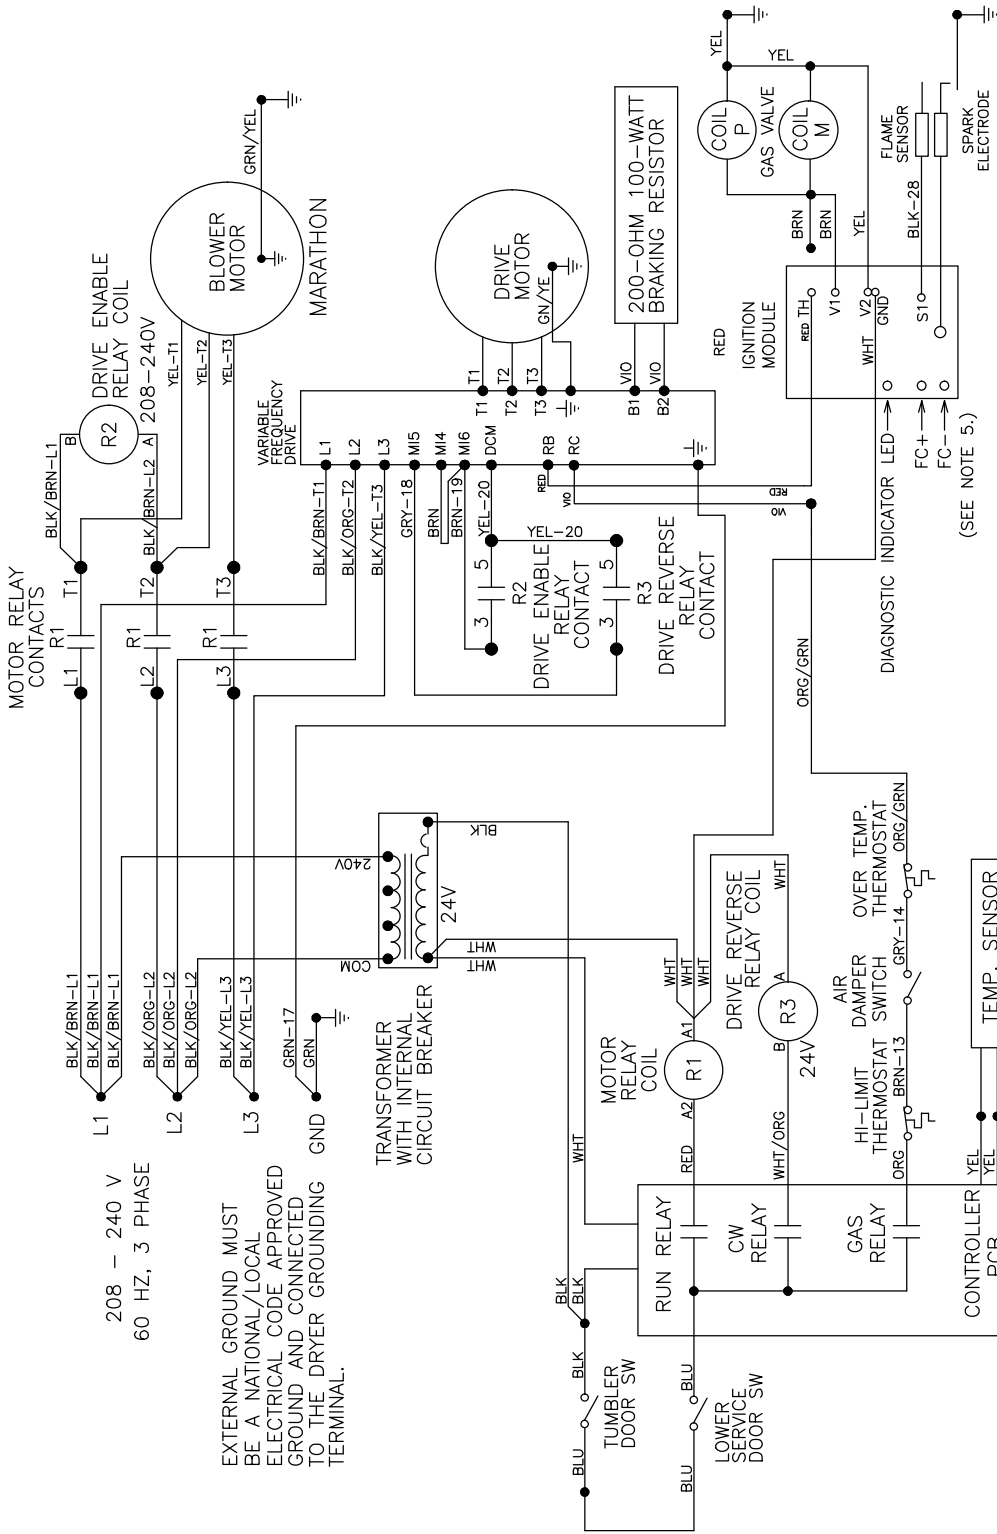 MOTOR RELAY
CONTACTS
L1
R1
T1
L2
R1
T2
L3
R1
T3
BLK/BRN-L1
BLK/BRN-L2
B
R2
A
DRIVE ENABLE
RELAY COIL
208-240V
YEL-T1
YEL-T2
YEL-T3
BLOWER
MOTOR
MARATHON
GRN/YEL
BLK/BRN-L1
BLK/BRN-L1
BLK/BRN-L1
BLK/ORG-L2
BLK/ORG-L2
BLK/ORG-L2
BLK/YEL-L3
BLK/YEL-L3
GRN-17
GRN
L1
L2
L3
GND
208 - 240 V
60 HZ, 3 PHASE
EXTERNAL GROUND MUST
BE A NATIONAL/LOCAL
ELECTRICAL CODE APPROVED
GROUND AND CONNECTED
TO THE DRYER GROUNDING
TERMINAL.
VARIABLE
FREQUENCY
DRIVE
BLK/BRN-T1
L1
BLK/ORG-T2
L2
BLK/YEL-T3
L3
GRY-18
MI5
BRN
MI4
BRN-19
MI6
YEL-20
DCM
RED
RB
VIO
RC
T1
T1
T2
T2
T3
T3
DRIVE
MOTOR
GN/YE
B1
VIO
B2
VIO
200-OHM 100-WATT
BRAKING RESISTOR
YEL-20
3
5
R2
DRIVE ENABLE
RELAY
CONTACT
3
5
R3
DRIVE REVERSE
RELAY
CONTACT
COM
240V
24V
BLK
WHT
WHT
TRANSFORMER
WITH INTERNAL
CIRCUIT BREAKER
YEL
YEL
COIL
P
GAS VALVE
COIL
M
BRN
BRN
YEL
FLAME
SENSOR
BLK-28
SPARK
ELECTRODE
RED
IGNITION
MODULE
RED
TH
V1
V2
WHT
GND
S1
DIAGNOSTIC INDICATOR LED
FC+
FC-
(SEE NOTE 5.)
RED
VIO
ORG/GRN
WHT
WHT
WHT
WHT
MOTOR
RELAY
COIL
A2
R1
A1
RED
DRIVE REVERSE
RELAY COIL
WHT
B
R3
A
24V
WHT/ORG
HI-LIMIT
THERMOSTAT
AIR
DAMPER
SWITCH
OVER TEMP.
THERMOSTAT
ORG
BRN-13
GRY-14
ORG/GRN
WHT
BLK
BLK
BLK
BLU
TUMBLER
DOOR SW
BLU
BLU
LOWER
SERVICE
DOOR SW
RUN RELAY
CW
RELAY
GAS
RELAY
CONTROLLER
PCB
YEL
YEL
TEMP. SENSOR